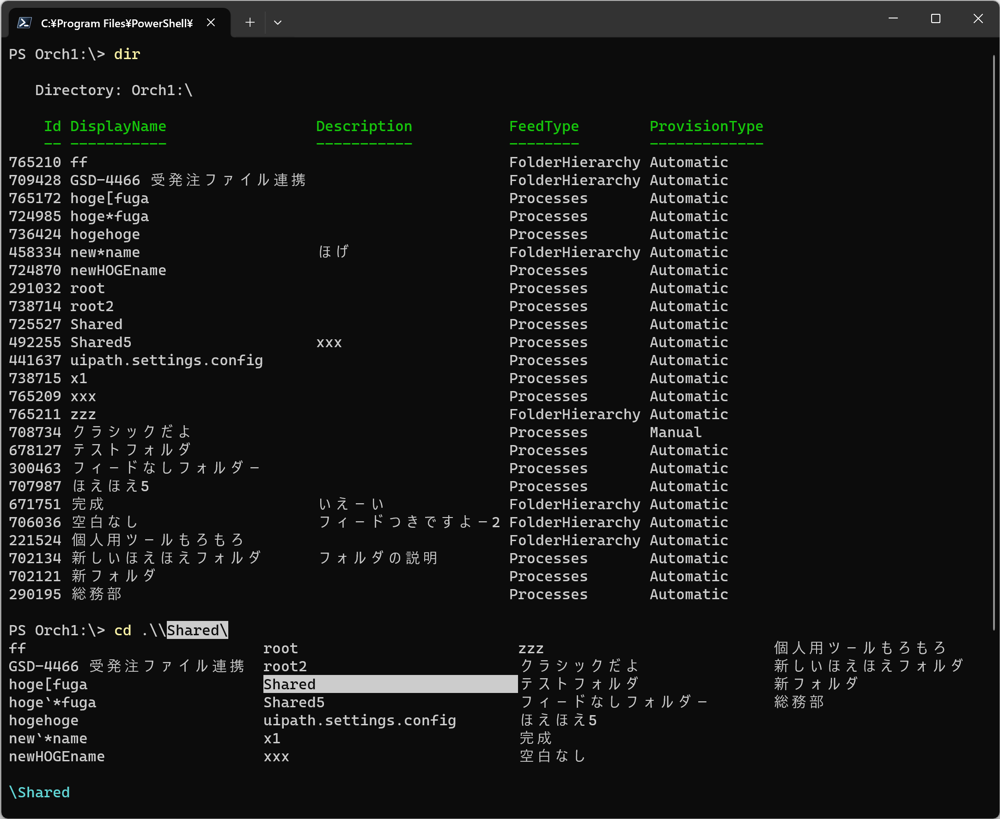 C:¥Program Files¥PowerShell¥
PS Orch1:\> dir
Directory: Orch1:\
Id DisplayName Description FeedType ProvisionType
-- ----------- ----------- -------- -------------
765210 ff FolderHierarchy Automatic
709428 GSD-4466 受発注ファイル連携 FolderHierarchy Automatic
765172 hoge[fuga Processes Automatic
724985 hoge*fuga Processes Automatic
736424 hogehoge Processes Automatic
458334 new*name ほげ FolderHierarchy Automatic
724870 newHOGEname Processes Automatic
291032 root Processes Automatic
738714 root2 Processes Automatic
725527 Shared Processes Automatic
492255 Shared5 xxx Processes Automatic
441637 uipath.settings.config Processes Automatic
738715 x1 Processes Automatic
765209 xxx Processes Automatic
765211 zzz FolderHierarchy Automatic
708734 クラシックだよ Processes Manual
678127 テストフォルダ Processes Automatic
300463 フィードなしフォルダー Processes Automatic
707987 ほえほえ5 Processes Automatic
671751 完成 いえーい FolderHierarchy Automatic
706036 空白なし フィードつきですよー2 FolderHierarchy Automatic
221524 個人用ツールもろもろ FolderHierarchy Automatic
702134 新しいほえほえフォルダ フォルダの説明 Processes Automatic
702121 新フォルダ Processes Automatic
290195 総務部 Processes Automatic
PS Orch1:\> cd .\\Shared\
ff root zzz 個人用ツールもろもろ
GSD-4466 受発注ファイル連携 root2 クラシックだよ 新しいほえほえフォルダ
hoge[fuga Shared テストフォルダ 新フォルダ
hoge`*fuga Shared5 フィードなしフォルダー 総務部
hogehoge uipath.settings.config ほえほえ5
new`*name x1 完成
newHOGEname xxx 空白なし
\Shared